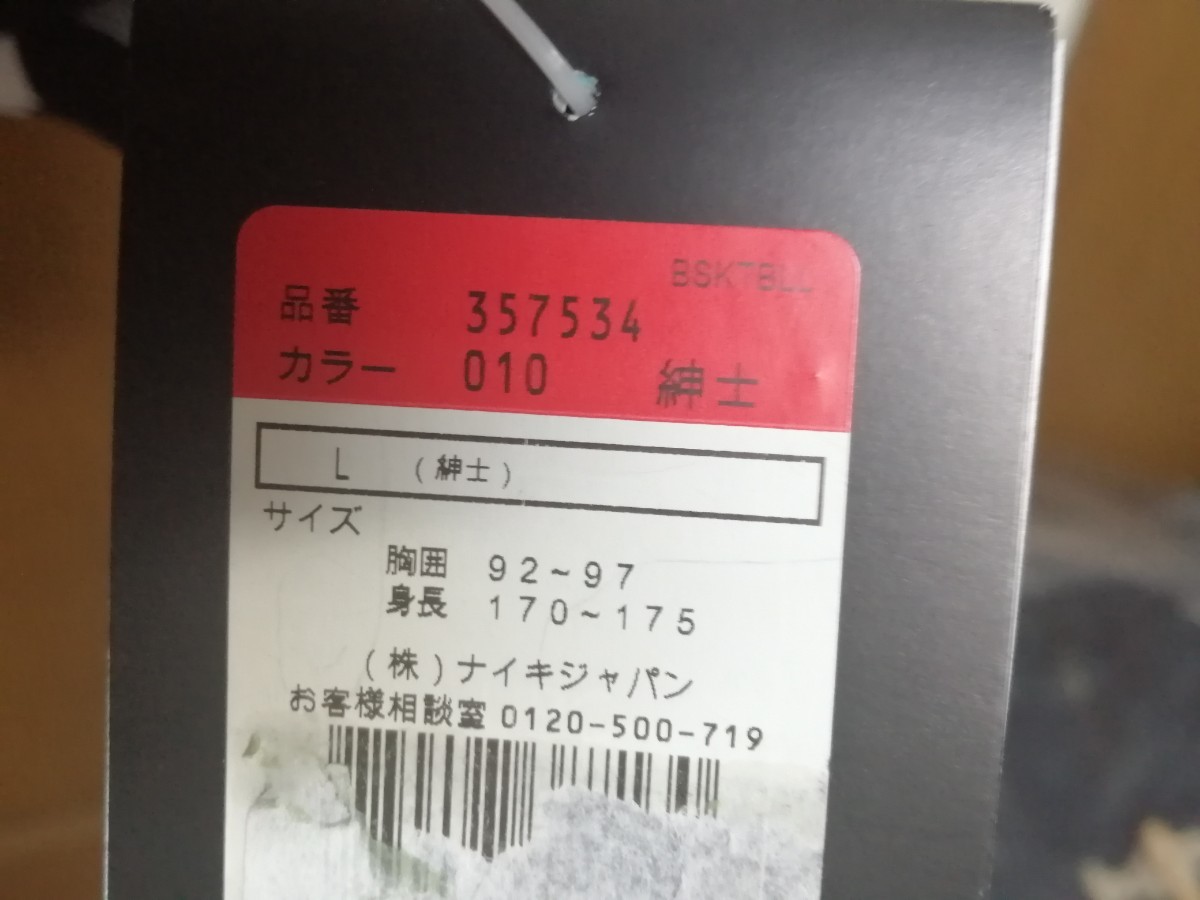 BSKTBLL
品番 357534
カラー 010 紳士
L (紳士)
サイズ
胸囲 92~97
身長 170~175
(株)ナイキジャパン
お客様相談室 0120-500-719